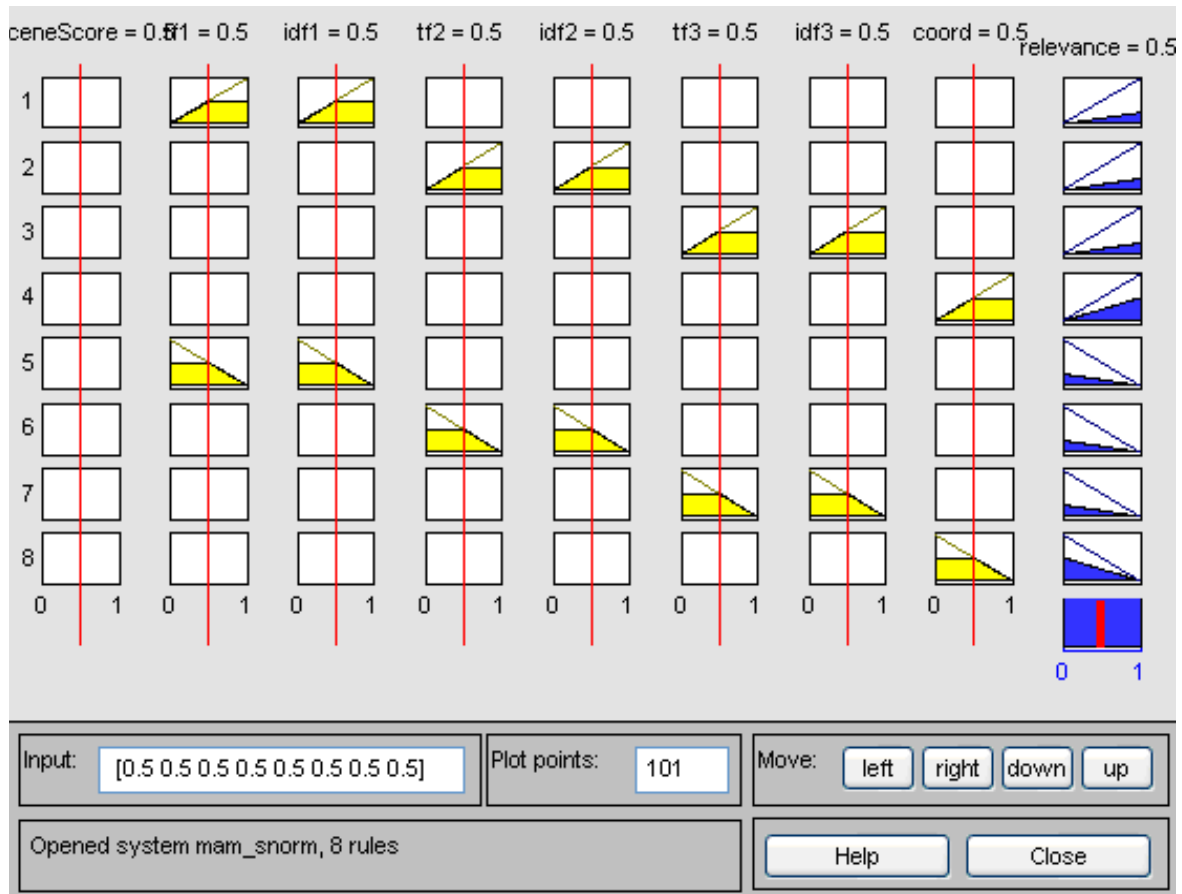 ceneScore = 0.5 tf1 = 0.5 idf1 = 0.5 tf2 = 0.5 idf2 = 0.5 tf3 = 0.5 idf3 = 0.5 coord = 0.5
relevance = 0.5
1
2
3
4
5
6
7
8
0 1 0 1 0 1 0 1 0 1 0 1 0 1 0 1
0 1
Input: [0.5 0.5 0.5 0.5 0.5 0.5 0.5 0.5] Plot points: 101 Move: left right down up
Opened system mam_snorm, 8 rules Help Close